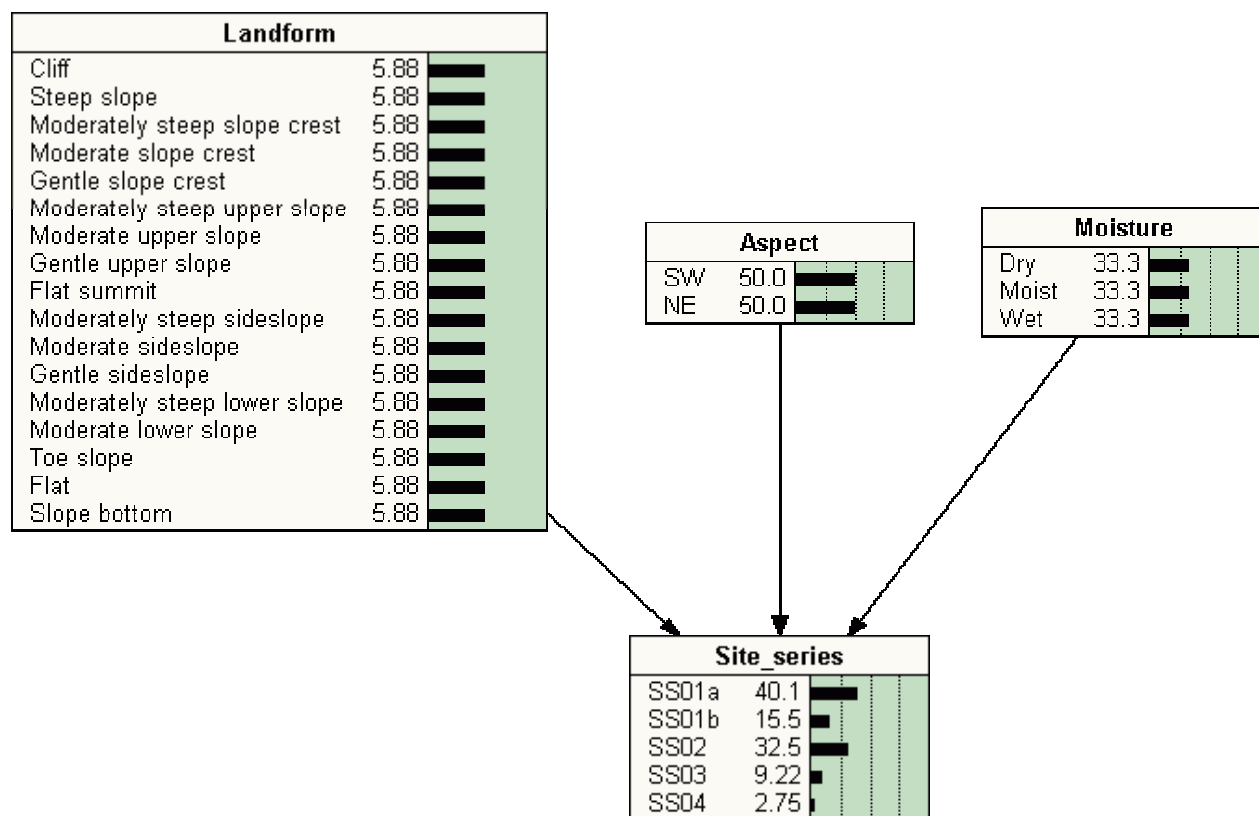 Landform
Cliff 5.88
Steep slope 5.88
Moderately steep slope crest 5.88
Moderate slope crest 5.88
Gentle slope crest 5.88
Moderately steep upper slope 5.88
Moderate upper slope 5.88
Gentle upper slope 5.88
Flat summit 5.88
Moderately steep sideslope 5.88
Moderate sideslope 5.88
Gentle sideslope 5.88
Moderately steep lower slope 5.88
Moderate lower slope 5.88
Toe slope 5.88
Flat 5.88
Slope bottom 5.88
Aspect
SW 50.0
NE 50.0
Moisture
Dry 33.3
Moist 33.3
Wet 33.3
Site_series
SS01a 40.1
SS01b 15.5
SS02 32.5
SS03 9.22
SS04 2.75